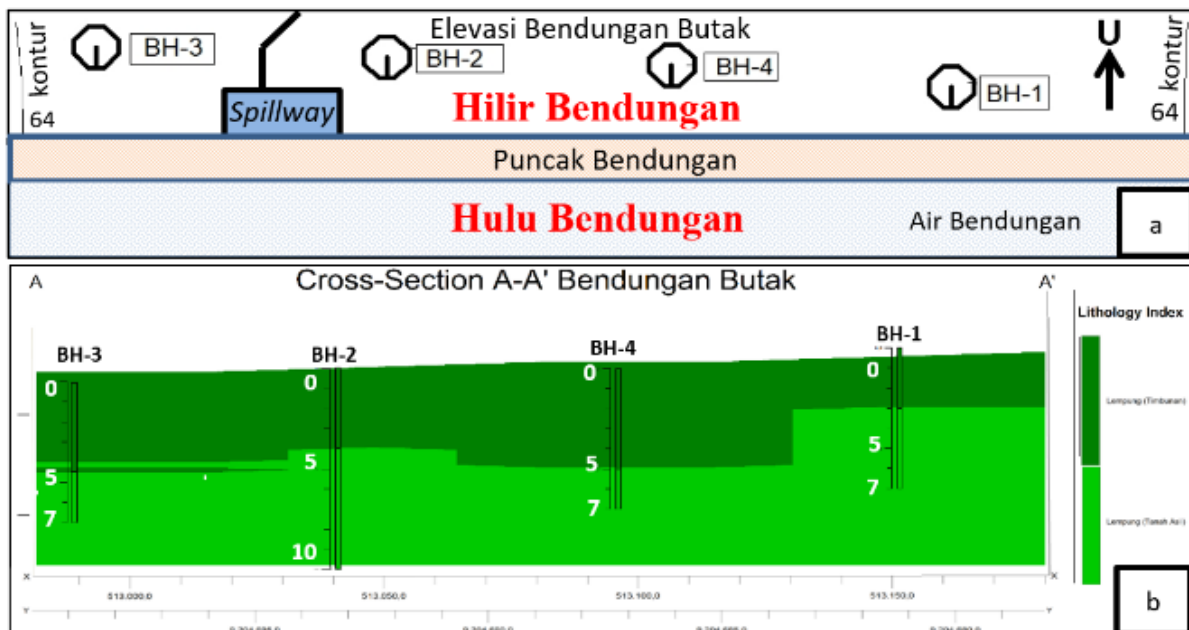 Elevasi Bendungan Butak
kontur
64
BH-3
Spillway
BH-2
BH-4
BH-1
U
kontur
64
Hilir Bendungan
Puncak Bendungan
Hulu Bendungan
Air Bendungan
a
Cross-Section A-A' Bendungan Butak
A
A'
BH-3
0
5
7
BH-2
0
5
10
BH-4
0
5
7
BH-1
0
5
7
Lithology Index
Lempung (Timbunan)
Lempung (Tanah Asli)
X
513.000.0
513.050.0
513.100.0
513.150.0
X
Y
Y
b